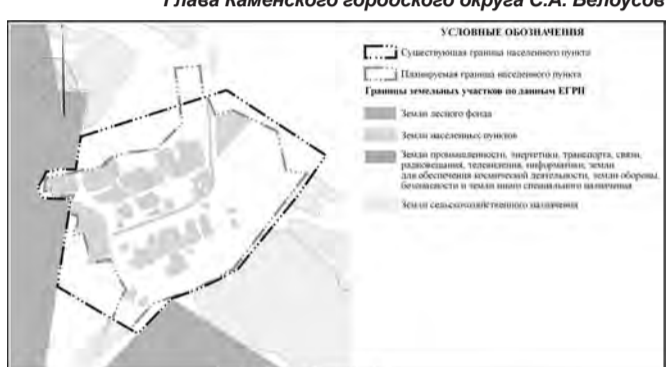 Глава Каменского городского округа С.А. Белоусов
УСЛОВНЫЕ ОБОЗНАЧЕНИЯ
Существующая граница населенного пункта
Планируемая граница населенного пункта
Границы земельных участков по данным ЕГРН
Земли лесного фонда
Земли населенных пунктов
Земли промышленности, энергетики, транспорта, связи,
радиовещания, телевидения, информатики, земли
для обеспечения космической деятельности, земли обороны,
безопасности и земли иного специального назначения
Земли сельскохозяйственного назначения